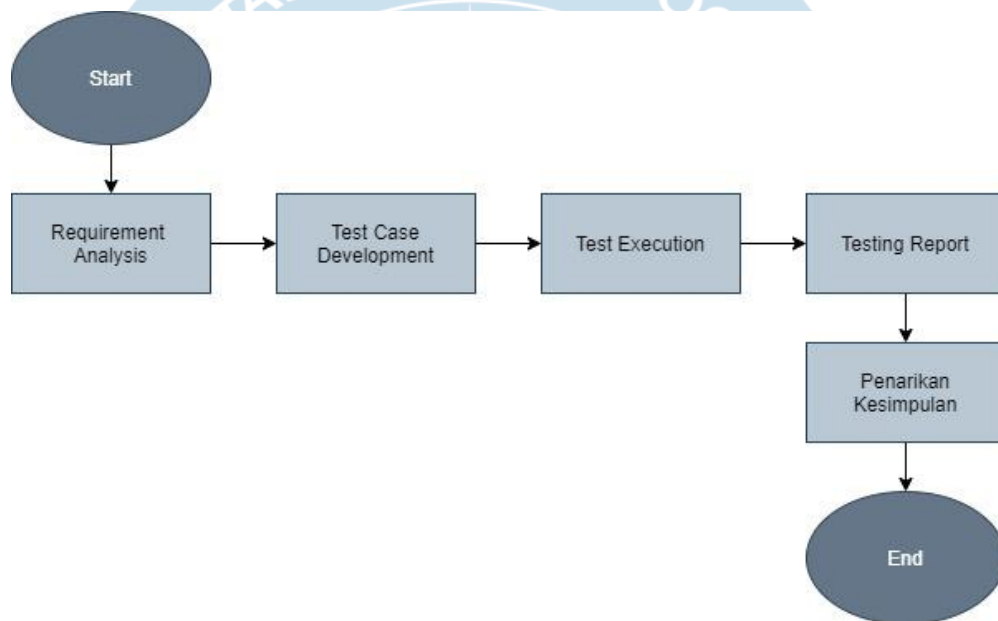 Start
Requirement
Analysis
Test Case
Development
Test Execution
Testing Report
Penarikan
Kesimpulan
End